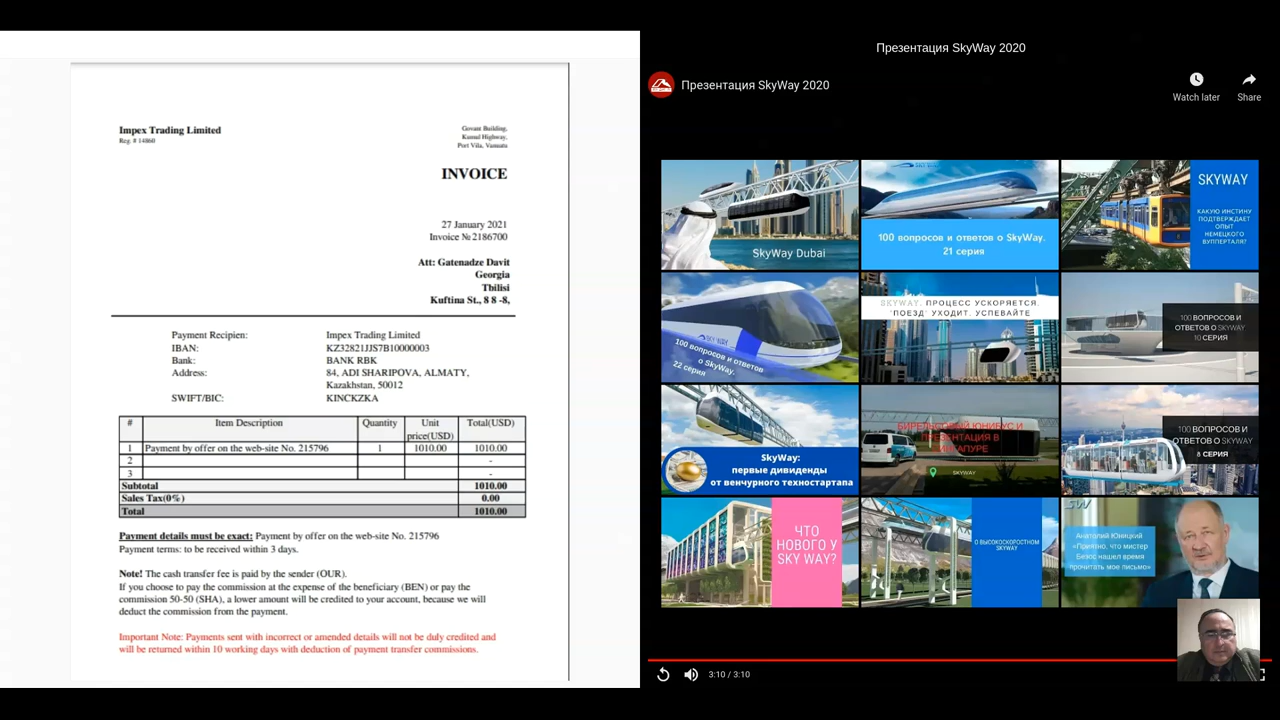 Impex Trading Limited
Reg. # 14860
Govant Building,
Kumul Highway,
Port Vila, Vanuatu
INVOICE
27 January 2021
Invoice № 2186700
Att: Gatenadze Davit
Georgia
Tbilisi
Kuftina St., 8 8 -8,
Payment Recipien: Impex Trading Limited
IBAN: KZ32821JJS7B10000003
Bank: BANK RBK
Address: 84, ADI SHARIPOVA, ALMATY,
Kazakhstan, 50012
SWIFT/BIC: KINCKZKA
# Item Description Quantity Unit price(USD) Total(USD)
1 Payment by offer on the web-site No. 215796 1 1010.00 1010.00
2 -
3 -
Subtotal 1010.00
Sales Tax(0%) 0.00
Total 1010.00
Payment details must be exact: Payment by offer on the web-site No. 215796
Payment terms: to be received within 3 days.
Note! The cash transfer fee is paid by the sender (OUR).
If you choose to pay the commission at the expense of the beneficiary (BEN) or pay the
commission 50-50 (SHA), a lower amount will be credited to your account, because we will
deduct the commission from the payment.
Important Note: Payments sent with incorrect or amended details will not be duly credited and
will be returned within 10 working days with deduction of payment transfer commissions.
Презентация SkyWay 2020
Презентация SkyWay 2020
Watch later
Share
SkyWay Dubai
100 вопросов и ответов о SkyWay.
21 серия
SKYWAY
КАКУЮ ИНСТИНУ
ПОДТВЕРЖДАЕТ
ОПЫТ
НЕМЕЦКОГО
ВУППЕРТАЛЯ?
100 вопросов и ответов
о SkyWay.
22 серия
SKYWAY. ПРОЦЕСС УСКОРЯЕТСЯ.
"ПОЕЗД" УХОДИТ. УСПЕВАЙТЕ
100 ВОПРОСОВ И
ОТВЕТОВ О SKYWAY
10 СЕРИЯ
SkyWay:
первые дивиденды
от венчурного техностартапа
БИРЕЛЬСОВЫЙ ЮНИБУС И
ПРЕЗЕНТАЦИЯ В
SKYWAY
100 ВОПРОСОВ И
ОТВЕТОВ О SKYWAY
8 СЕРИЯ
ЧТО
НОВОГО У
SKY WAY?
О ВЫСОКОСКОРОСТНОМ
SKYWAY
SW
Анатолий Юницкий
«Приятно, что мистер
Безос нашел время
прочитать мое письмо»
3:10 / 3:10